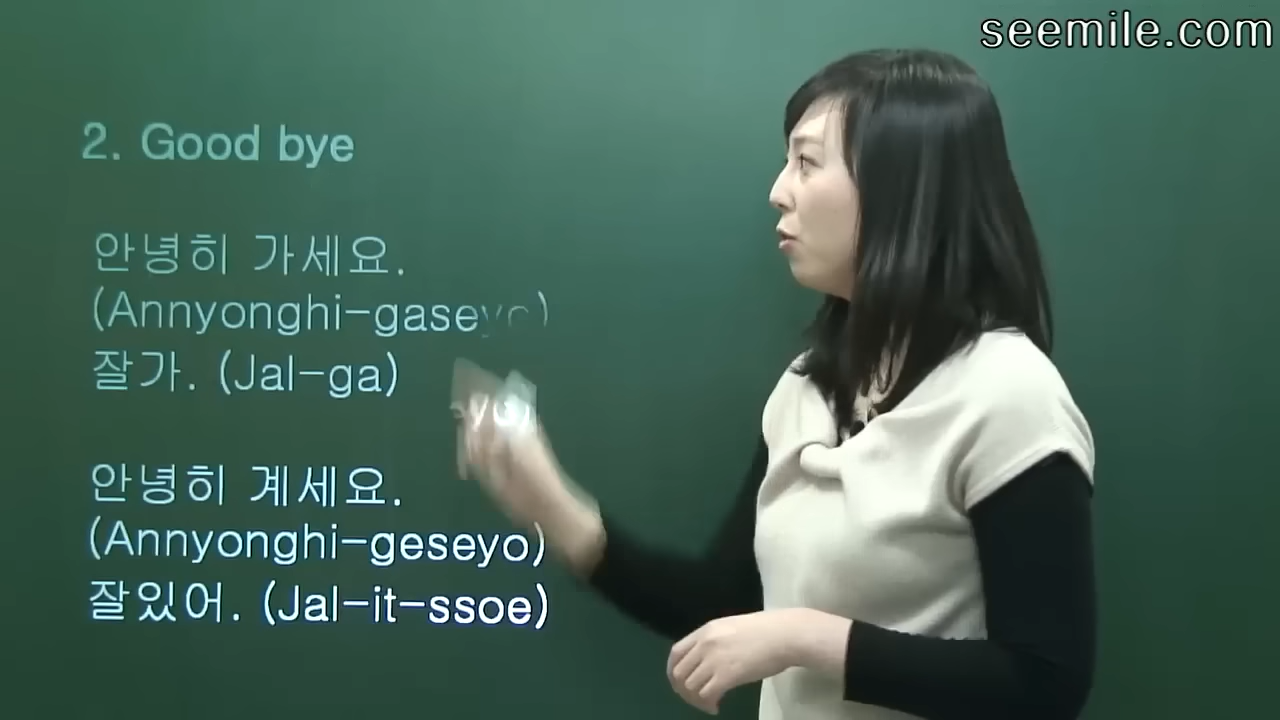 seemile.com
2. Good bye
안녕히 가세요.
(Annyonghi-gaseyo)
잘가. (Jal-ga)
안녕히 계세요.
(Annyonghi-geseyo)
잘있어. (Jal-it-ssoe)